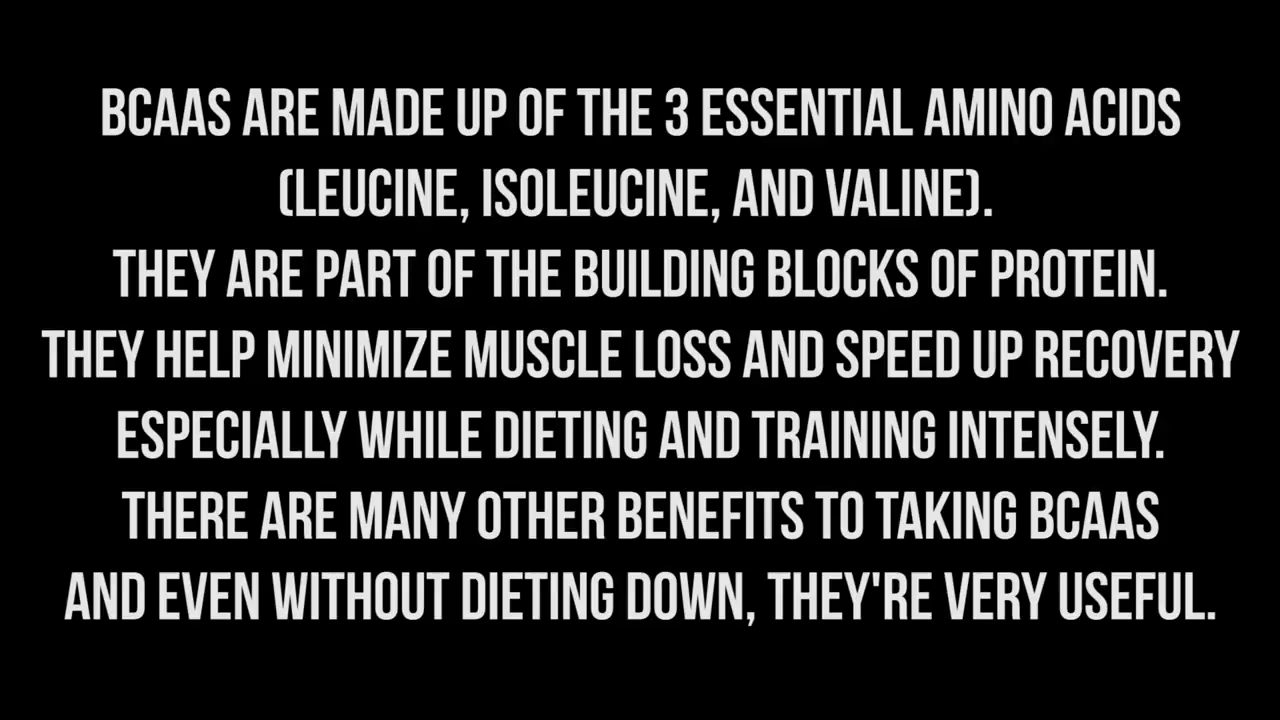 BCAAS ARE MADE UP OF THE 3 ESSENTIAL AMINO ACIDS
(LEUCINE, ISOLEUCINE, AND VALINE).
THEY ARE PART OF THE BUILDING BLOCKS OF PROTEIN.
THEY HELP MINIMIZE MUSCLE LOSS AND SPEED UP RECOVERY
ESPECIALLY WHILE DIETING AND TRAINING INTENSELY.
THERE ARE MANY OTHER BENEFITS TO TAKING BCAAS
AND EVEN WITHOUT DIETING DOWN, THEY'RE VERY USEFUL.